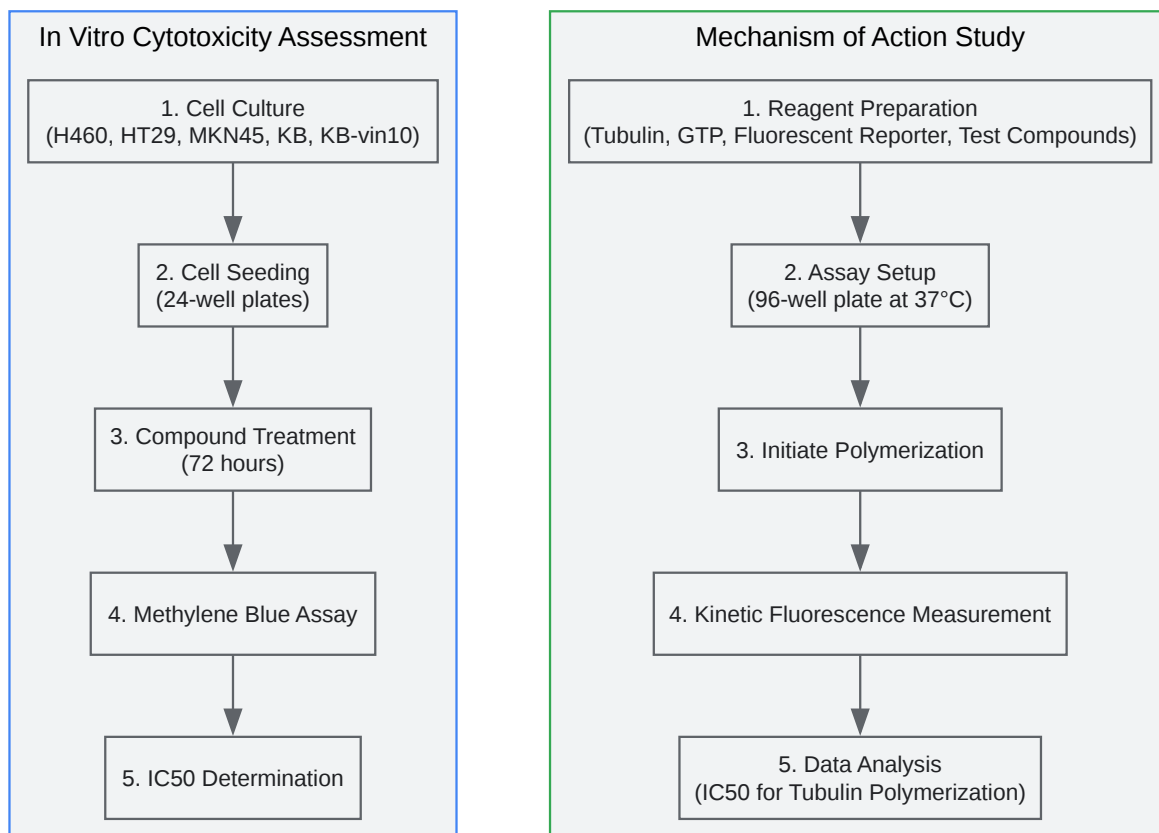 In Vitro Cytotoxicity Assessment
1. Cell Culture
(H460, HT29, MKN45, KB, KB-vin10)
2. Cell Seeding
(24-well plates)
3. Compound Treatment
(72 hours)
4. Methylene Blue Assay
5. IC50 Determination
Mechanism of Action Study
1. Reagent Preparation
(Tubulin, GTP, Fluorescent Reporter, Test Compounds)
2. Assay Setup
(96-well plate at 37°C)
3. Initiate Polymerization
4. Kinetic Fluorescence Measurement
5. Data Analysis
(IC50 for Tubulin Polymerization)